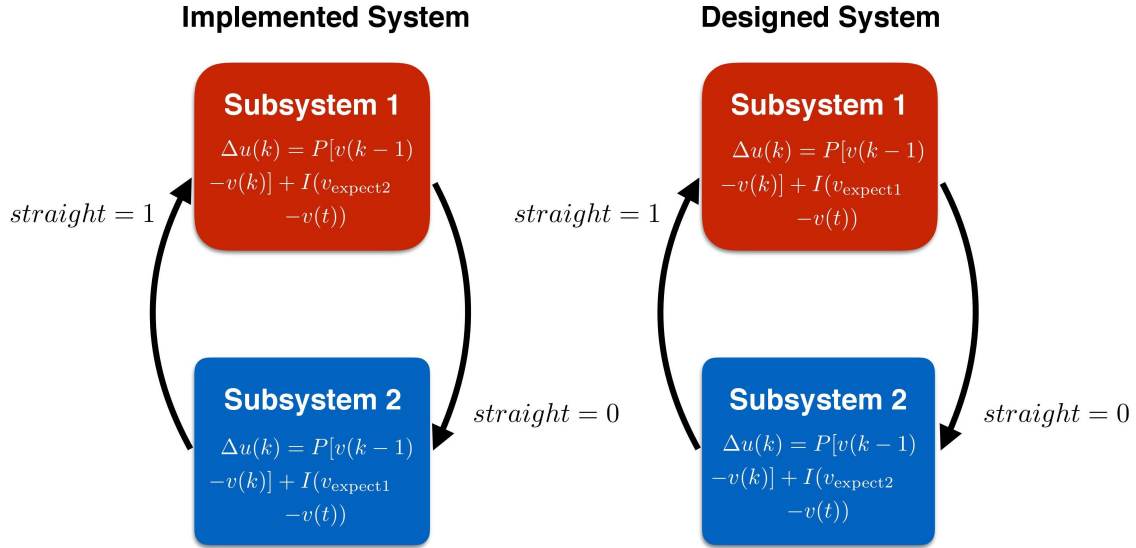 Implemented System
Subsystem 1
Δu(k) = P[v(k − 1)
−v(k)] + I(v_expect2
−v(t))
straight = 1
Subsystem 2
Δu(k) = P[v(k − 1)
−v(k)] + I(v_expect1
−v(t))
straight = 0
Designed System
Subsystem 1
Δu(k) = P[v(k − 1)
−v(k)] + I(v_expect1
−v(t))
straight = 1
Subsystem 2
Δu(k) = P[v(k − 1)
−v(k)] + I(v_expect2
−v(t))
straight = 0